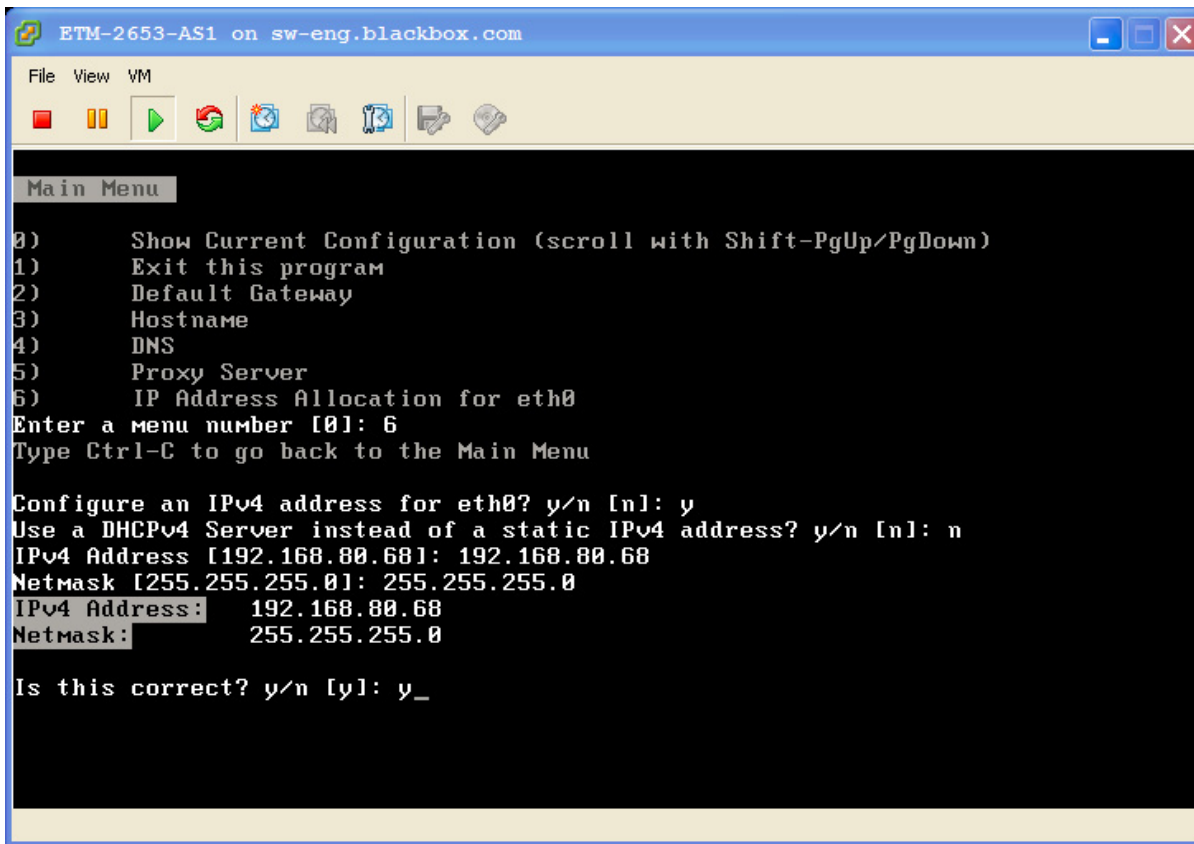 ETM-2653-AS1 on sw-eng.blackbox.com
File View VM
Main Menu
0) Show Current Configuration (scroll with Shift-PgUp/PgDown)
1) Exit this program
2) Default Gateway
3) Hostname
4) DNS
5) Proxy Server
6) IP Address Allocation for eth0
Enter a menu number [0]: 6
Type Ctrl-C to go back to the Main Menu
Configure an IPv4 address for eth0? y/n [n]: y
Use a DHCPv4 Server instead of a static IPv4 address? y/n [n]: n
IPv4 Address [192.168.80.68]: 192.168.80.68
Netmask [255.255.255.0]: 255.255.255.0
IPv4 Address: 192.168.80.68
Netmask: 255.255.255.0
Is this correct? y/n [y]: y_